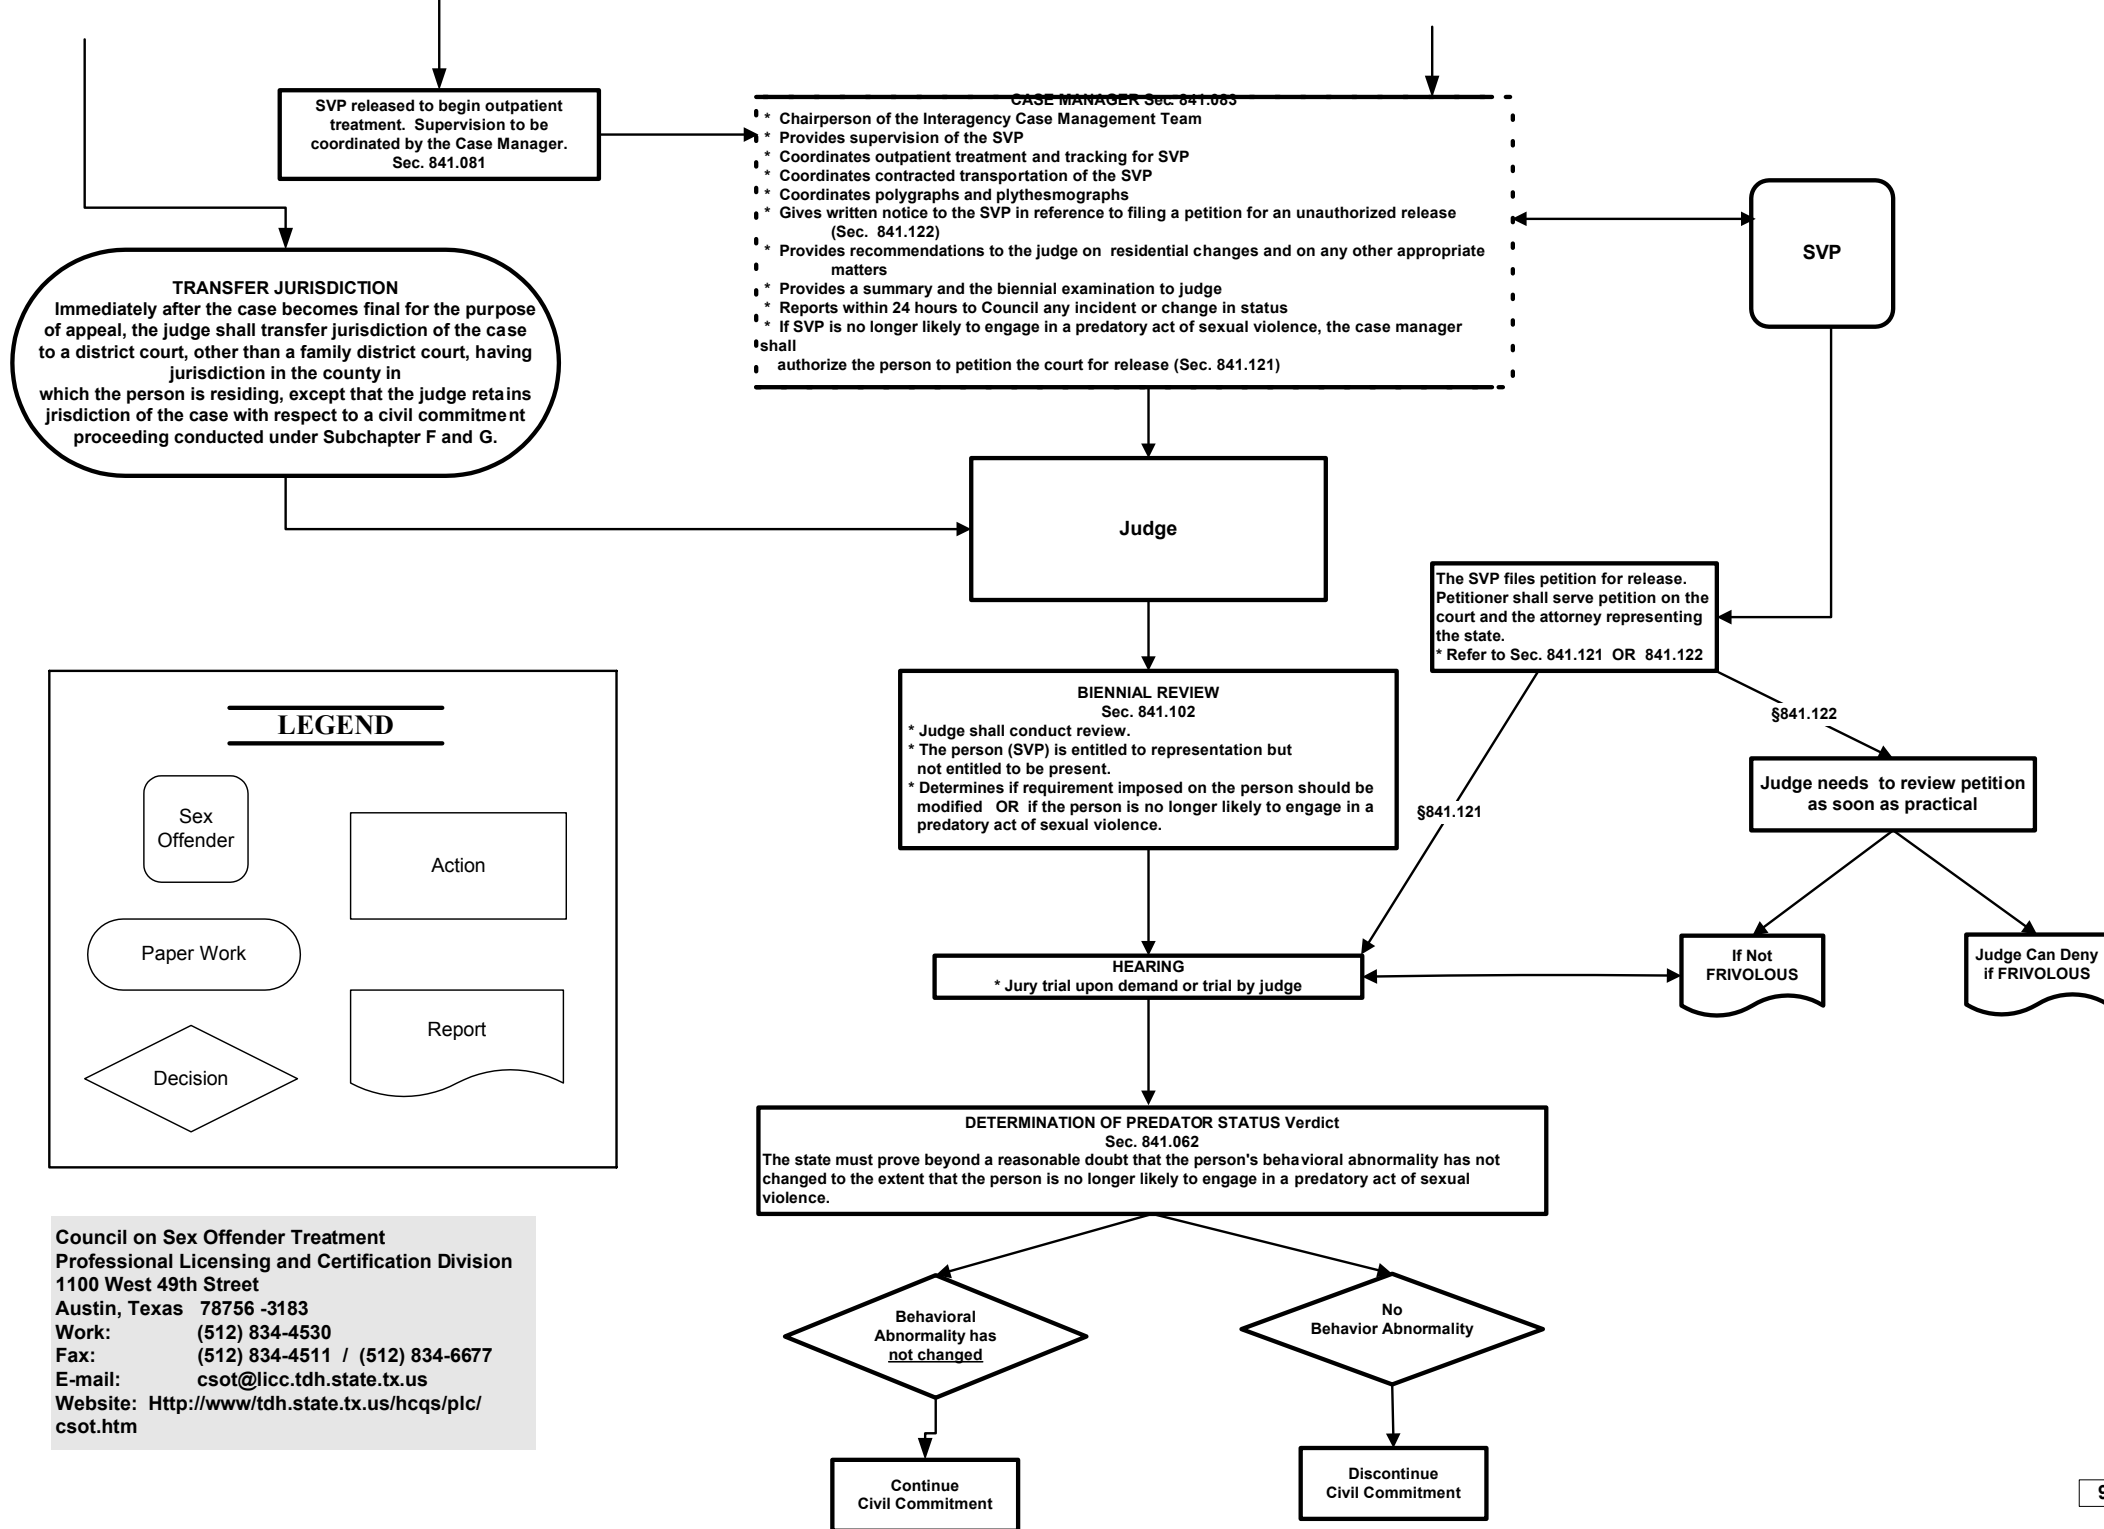 SVP released to begin outpatient
treatment.  Supervision to be
coordinated by the Case Manager.
Sec. 841.081
CASE MANAGER Sec. 841.083
* Chairperson of the Interagency Case Management Team
* Provides supervision of the SVP
* Coordinates outpatient treatment and tracking for SVP
* Coordinates contracted transportation of the SVP
* Coordinates polygraphs and plythesmographs
* Gives written notice to the SVP in reference to filing a petition for an unauthorized release
(Sec.  841.122)
* Provides recommendations to the judge on  residential changes and on any other appropriate
matters
* Provides a summary and the biennial examination to judge
* Reports within 24 hours to Council any incident or change in status
* If SVP is no longer likely to engage in a predatory act of sexual violence, the case manager
shall
authorize the person to petition the court for release (Sec. 841.121)
SVP
TRANSFER JURISDICTION
Immediately after the case becomes final for the purpose
of appeal, the judge shall transfer jurisdiction of the case
to a district court, other than a family district court, having
jurisdiction in the county in
which the person is residing, except that the judge retains
jrisdiction of the case with respect to a civil commitment
proceeding conducted under Subchapter F and G.
Judge
The SVP files petition for release.
Petitioner shall serve petition on the
court and the attorney representing
the state.
* Refer to Sec. 841.121  OR  841.122
BIENNIAL REVIEW
Sec. 841.102
* Judge shall conduct review.
* The person (SVP) is entitled to representation but
not entitled to be present.
* Determines if requirement imposed on the person should be
modified   OR  if the person is no longer likely to engage in a
predatory act of sexual violence.
§841.122
§841.121
Judge needs  to review petition
as soon as practical
If Not
FRIVOLOUS
Judge Can Deny
if FRIVOLOUS
HEARING
* Jury trial upon demand or trial by judge
LEGEND
Sex
Offender
Action
Paper Work
Report
Decision
DETERMINATION OF PREDATOR STATUS Verdict
Sec. 841.062
The state must prove beyond a reasonable doubt that the person's behavioral abnormality has not
changed to the extent that the person is no longer likely to engage in a predatory act of sexual
violence.
Behavioral
Abnormality has
not changed
No
Behavior Abnormality
Continue
Civil Commitment
Discontinue
Civil Commitment
Council on Sex Offender Treatment
Professional Licensing and Certification Division
1100 West 49th Street
Austin, Texas   78756 -3183
Work: (512) 834-4530
Fax: (512) 834-4511  /  (512) 834-6677
E-mail: csot@licc.tdh.state.tx.us
Website:  Http://www/tdh.state.tx.us/hcqs/plc/
csot.htm